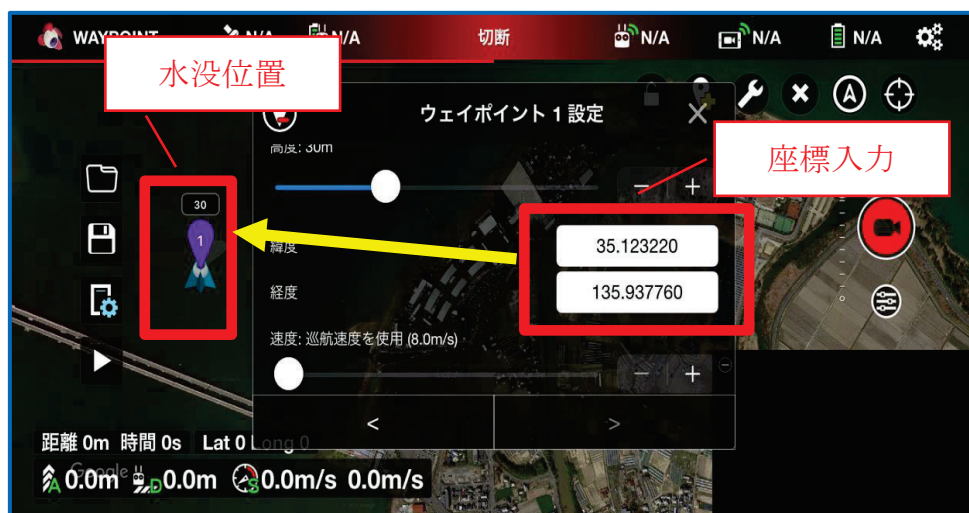 WAYPOINT N/A N/A 切断 N/A N/A N/A
水没位置
ウェイポイント 1 設定
高度: 30m
座標入力
30
1
緯度 35.123220
経度 135.937760
速度: 巡航速度を使用 (8.0m/s)
距離 0m 時間 0s Lat 0 Long 0
Google
A 0.0m D 0.0m S 0.0m/s 0.0m/s